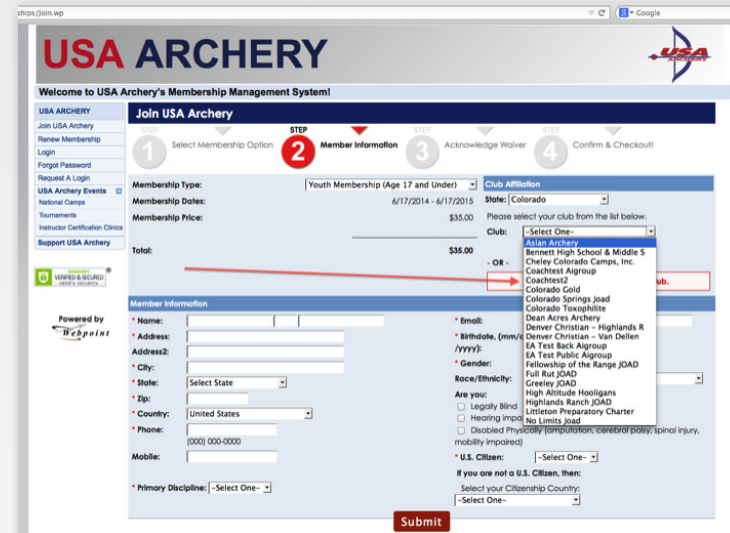 ships/join.wp
Google
USA ARCHERY
USA
ARCHERY
Welcome to USA Archery's Membership Management System!
USA ARCHERY
Join USA Archery
Renew Membership
Login
Forgot Password
Request A Login
USA Archery Events
National Camps
Tournaments
Instructor Certification Clinics
Support USA Archery
VERIFIED & SECURED
VERIFY SECURITY
Powered by
Webpoint
Join USA Archery
STEP
1
Select Membership Option
STEP
2
Member Information
STEP
3
Acknowledge Waiver
STEP
4
Confirm & Checkout!
Membership Type:
Youth Membership (Age 17 and Under)
Membership Dates:
6/17/2014 - 6/17/2015
Membership Price:
$35.00
Total:
$35.00
Club Affiliation
State: Colorado
Please select your club from the list below.
Club: -Select One-
- OR -
ub.
Aslan Archery
Bennett High School & Middle S
Cheley Colorado Camps, Inc.
Coachtest Aigroup
Coachtest2
Colorado Gold
Colorado Springs Joad
Colorado Toxophilite
Dean Acres Archery
Denver Christian - Highlands R
Denver Christian - Van Dellen
EA Test Back Aigroup
EA Test Public Aigroup
Fellowship of the Range JOAD
Full Rut JOAD
Greeley JOAD
High Altitude Hooligans
Highlands Ranch JOAD
Littleton Preparatory Charter
No Limits Joad
Member Information
* Name:
* Address:
Address2:
* City:
* State: Select State
* Zip:
* Country: United States
* Phone:
(000) 000-0000
Mobile:
* Primary Discipline: -Select One-
* Email:
* Birthdate, (mm/d
/yyyy):
* Gender:
Race/Ethnicity:
Are you:
Legally Blind
Hearing impa
Disabled Physically (amputation, cerebral palsy, spinal injury,
mobility impaired)
* U.S. Citizen: -Select One-
If you are not a U.S. Citizen, then:
Select your Citizenship Country:
-Select One-
Submit